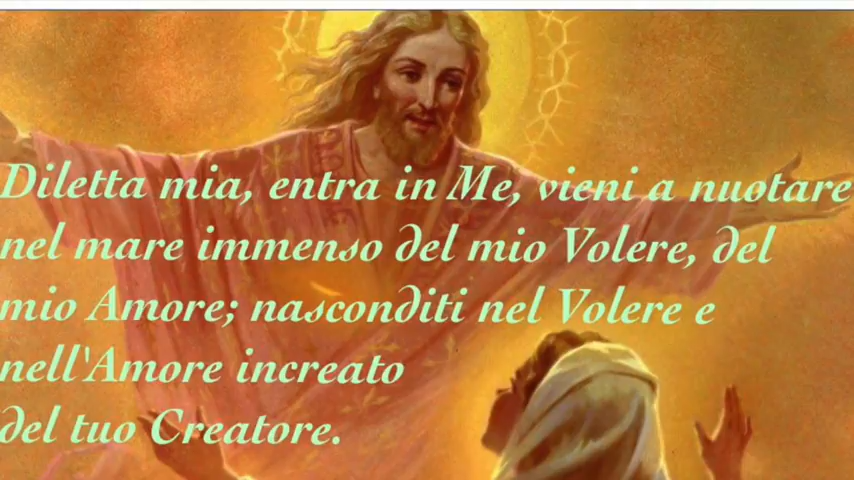 Diletta mia, entra in Me, vieni a nuotare
nel mare immenso del mio Volere, del
mio Amore; nasconditi nel Volere e
nell'Amore increato
del tuo Creatore.